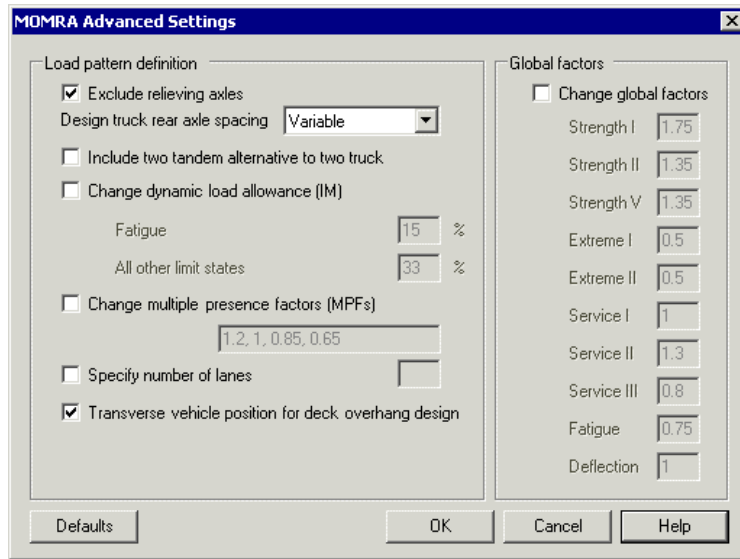 MOMRA Advanced Settings
Load pattern definition
Exclude relieving axles
Design truck rear axle spacing Variable
Include two tandem alternative to two truck
Change dynamic load allowance (IM)
Fatigue 15 %
All other limit states 33 %
Change multiple presence factors (MPFs)
1.2, 1, 0.85, 0.65
Specify number of lanes
Transverse vehicle position for deck overhang design
Global factors
Change global factors
Strength I 1.75
Strength II 1.35
Strength V 1.35
Extreme I 0.5
Extreme II 0.5
Service I 1
Service II 1.3
Service III 0.8
Fatigue 0.75
Deflection 1
Defaults OK Cancel Help